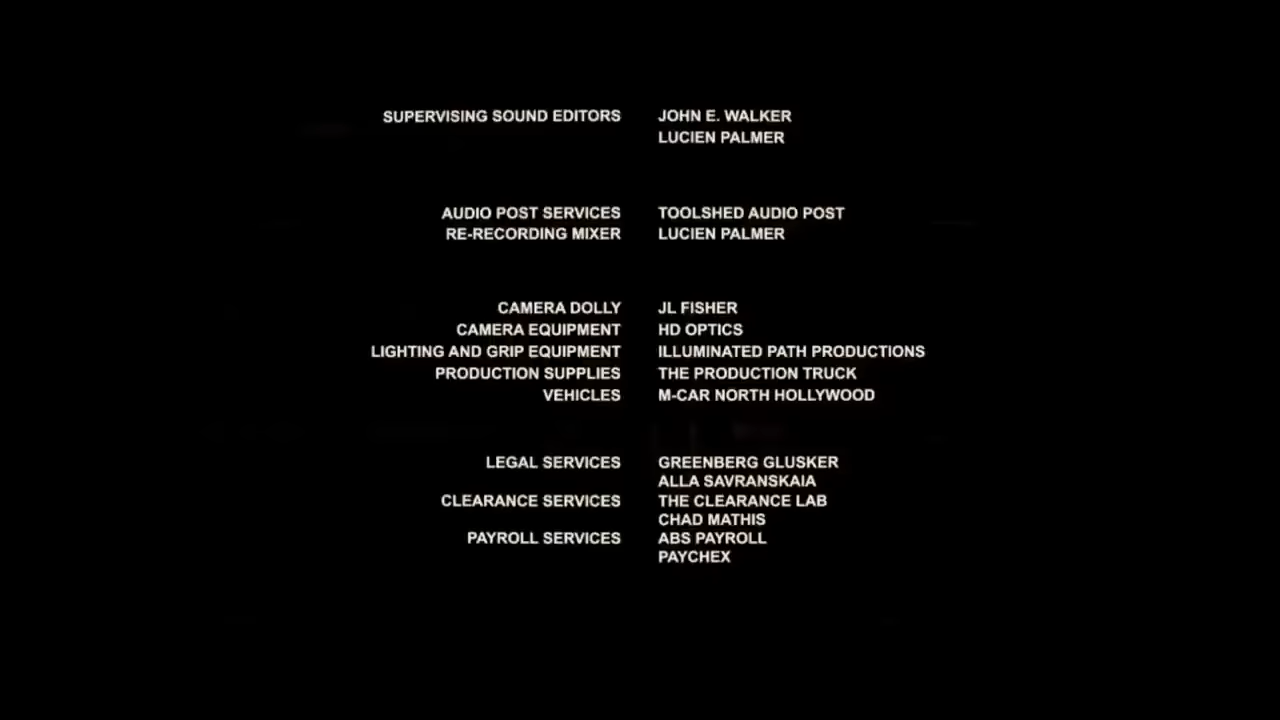 SUPERVISING SOUND EDITORS JOHN E. WALKER
LUCIEN PALMER
AUDIO POST SERVICES TOOLSHED AUDIO POST
RE-RECORDING MIXER LUCIEN PALMER
CAMERA DOLLY JL FISHER
CAMERA EQUIPMENT HD OPTICS
LIGHTING AND GRIP EQUIPMENT ILLUMINATED PATH PRODUCTIONS
PRODUCTION SUPPLIES THE PRODUCTION TRUCK
VEHICLES M-CAR NORTH HOLLYWOOD
LEGAL SERVICES GREENBERG GLUSKER
ALLA SAVRANSKAIA
CLEARANCE SERVICES THE CLEARANCE LAB
CHAD MATHIS
PAYROLL SERVICES ABS PAYROLL
PAYCHEX